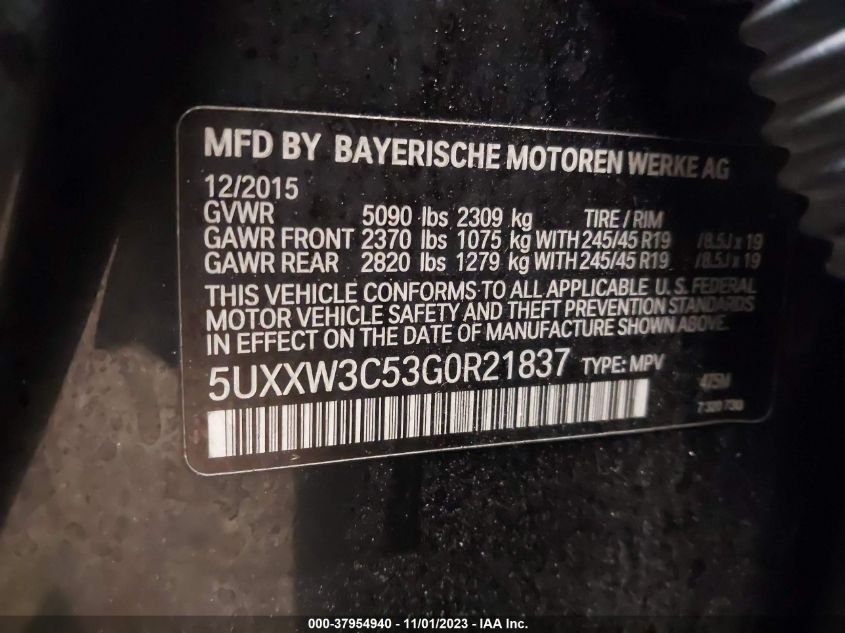 MFD BY BAYERISCHE MOTOREN WERKE AG
12/2015
GVWR 5090 lbs 2309 kg TIRE / RIM
GAWR FRONT 2370 lbs 1075 kg WITH 245/45 R19 /8.5J x 19
GAWR REAR 2820 lbs 1279 kg WITH 245/45 R19 /8.5J x 19
THIS VEHICLE CONFORMS TO ALL APPLICABLE U. S. FEDERAL
MOTOR VEHICLE SAFETY AND THEFT PREVENTION STANDARDS
IN EFFECT ON THE DATE OF MANUFACTURE SHOWN ABOVE.
5UXXW3C53G0R21837 TYPE: MPV 475M
000-37954940 - 11/01/2023 - IAA Inc.